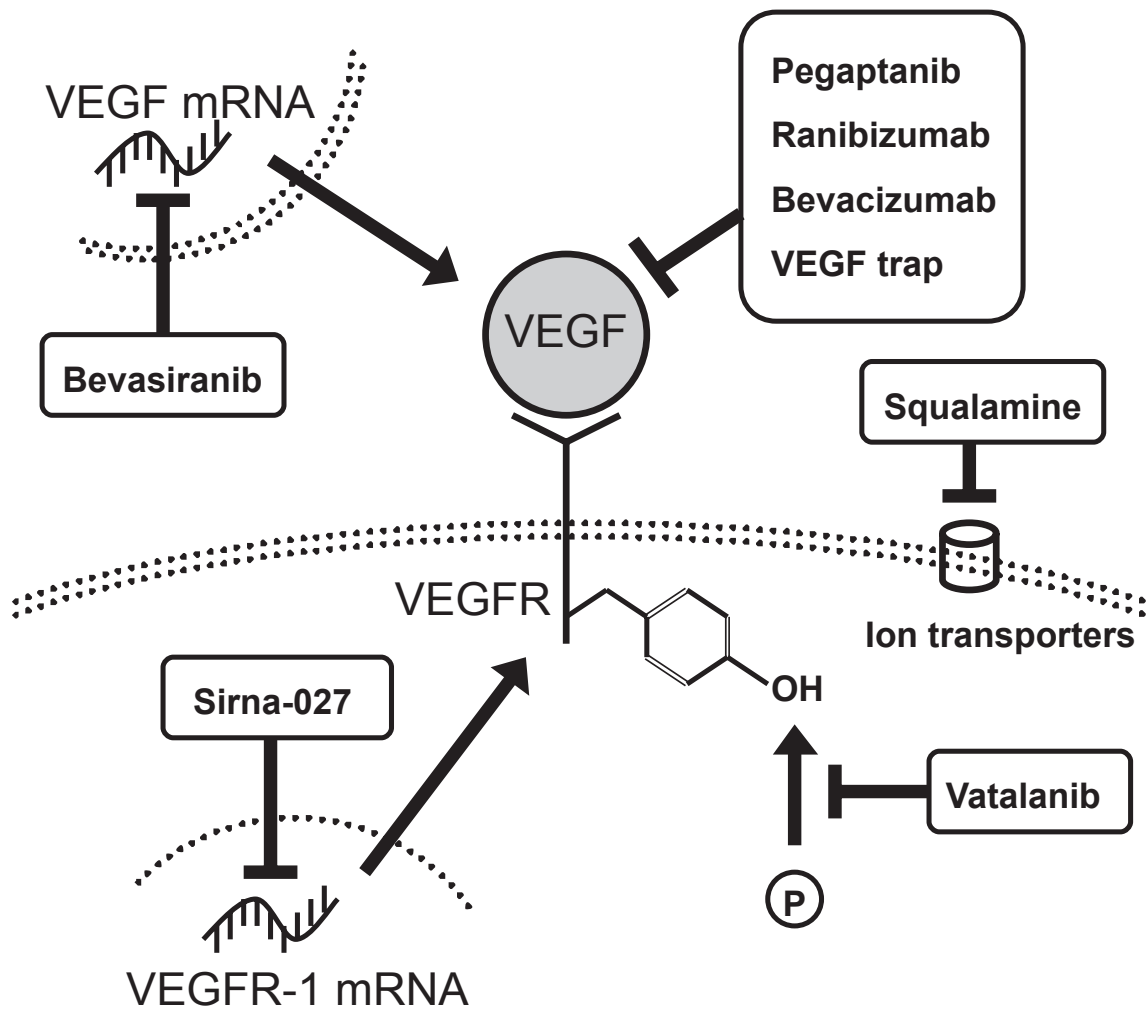 VEGF mRNA
Pegaptanib
Ranibizumab
Bevacizumab
VEGF trap
Bevasiranib
VEGF
Squalamine
VEGFR
Ion transporters
Sirna-027
OH
Vatalanib
P
VEGFR-1 mRNA